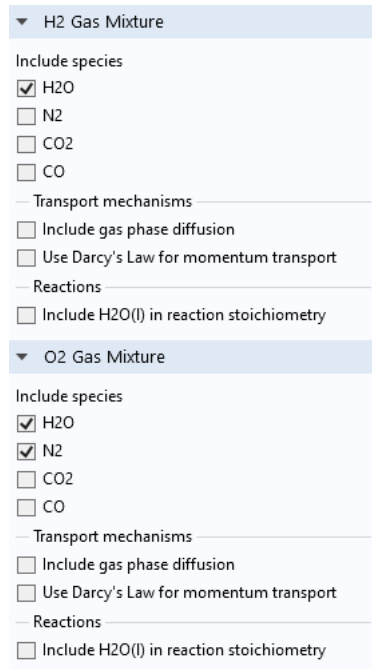 H2 Gas Mixture
Include species
H2O
N2
CO2
CO
Transport mechanisms
Include gas phase diffusion
Use Darcy's Law for momentum transport
Reactions
Include H2O(l) in reaction stoichiometry
O2 Gas Mixture
Include species
H2O
N2
CO2
CO
Transport mechanisms
Include gas phase diffusion
Use Darcy's Law for momentum transport
Reactions
Include H2O(l) in reaction stoichiometry